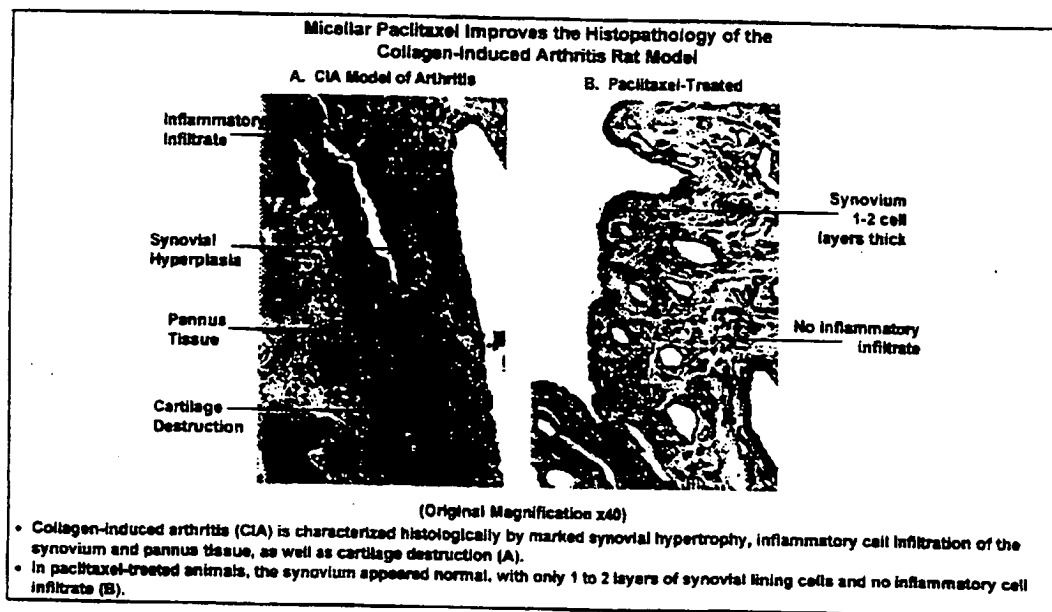 Micellar Paclitaxel Improves the Histopathology of the
Collagen-Induced Arthritis Rat Model
A. CIA Model of Arthritis
B. Paclitaxel-Treated
Inflammatory
Infiltrate
Synovial
Hyperplasia
Pannus
Tissue
Cartilage
Destruction
Synovium
1-2 cell
layers thick
No inflammatory
infiltrate
(Original Magnification x40)
• Collagen-induced arthritis (CIA) is characterized histologically by marked synovial hypertrophy, inflammatory cell infiltration of the
synovium and pannus tissue, as well as cartilage destruction (A).
• In paclitaxel-treated animals, the synovium appeared normal, with only 1 to 2 layers of synovial lining cells and no inflammatory cell
infiltrate (B).